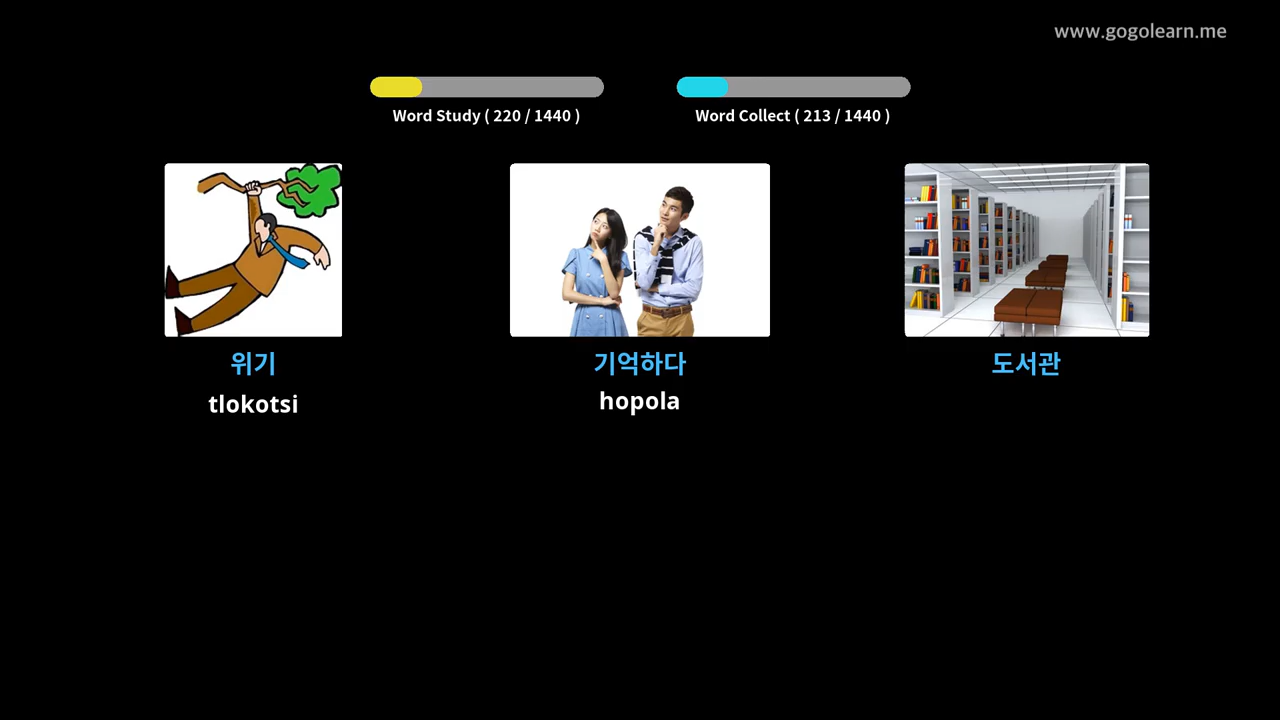 www.gogolearn.me
Word Study ( 220 / 1440 )
Word Collect ( 213 / 1440 )
위기
기억하다
도서관
tlokotsi
hopola